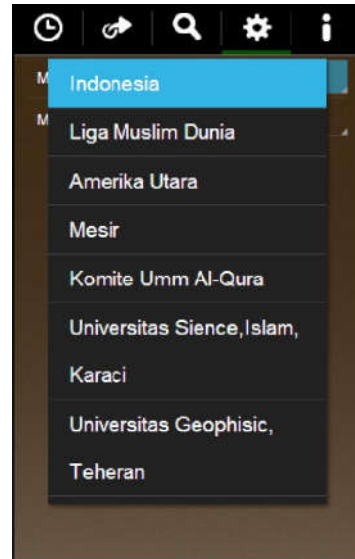 M
Indonesia
M
Liga Muslim Dunia
Amerika Utara
Mesir
Komite Umm Al-Qura
Universitas Sience,Islam,
Karaci
Universitas Geophisic,
Teheran